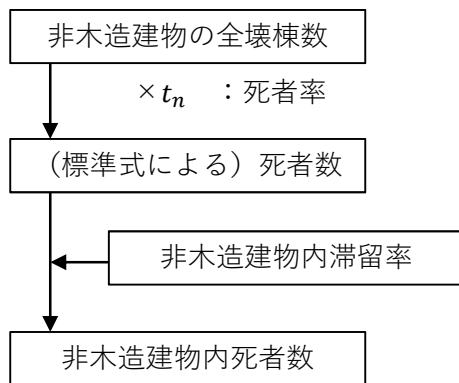 非木造建物の全壊棟数
×tₙ ：死者率
（標準式による）死者数
非木造建物内滞留率
非木造建物内死者数